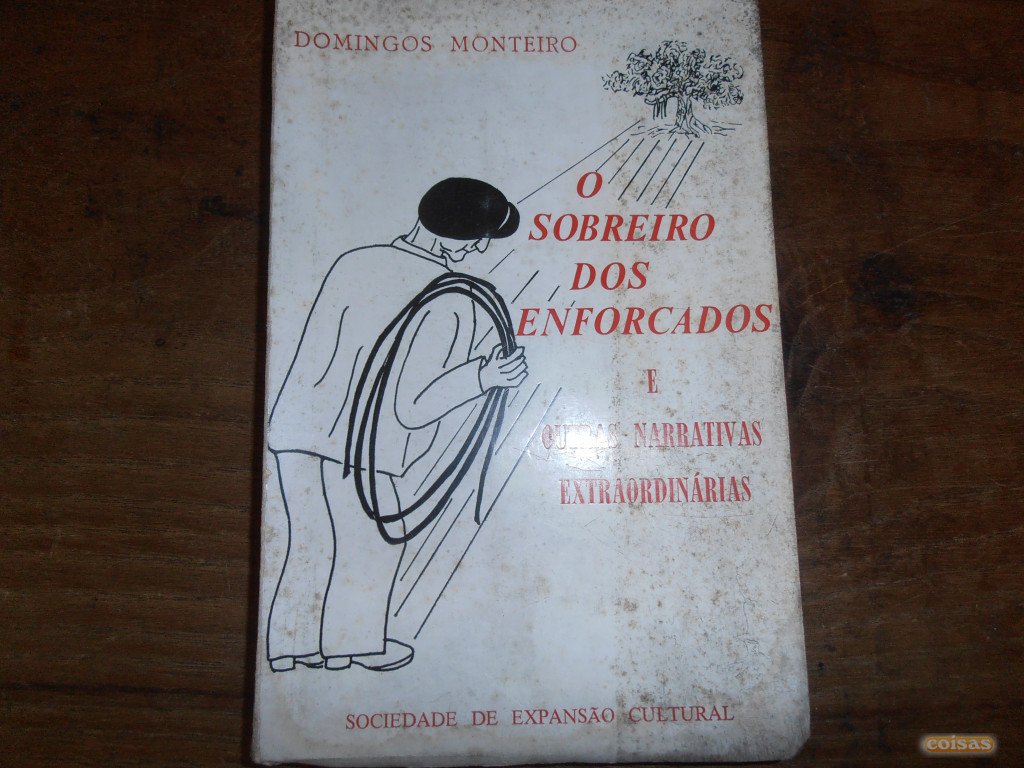 DOMINGOS MONTEIRO
O
SOBREIRO
DOS
ENFORCADOS
E
OUTRAS NARRATIVAS
EXTRAORDINÁRIAS
SOCIEDADE DE EXPANSÃO CULTURAL
coisas